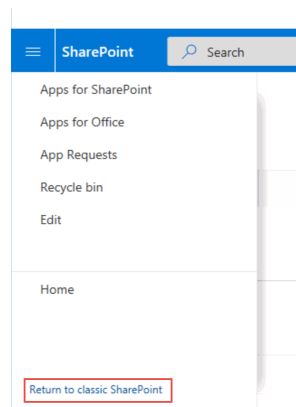 SharePoint
Search
Apps for SharePoint
Apps for Office
App Requests
Recycle bin
Edit
Home
Return to classic SharePoint